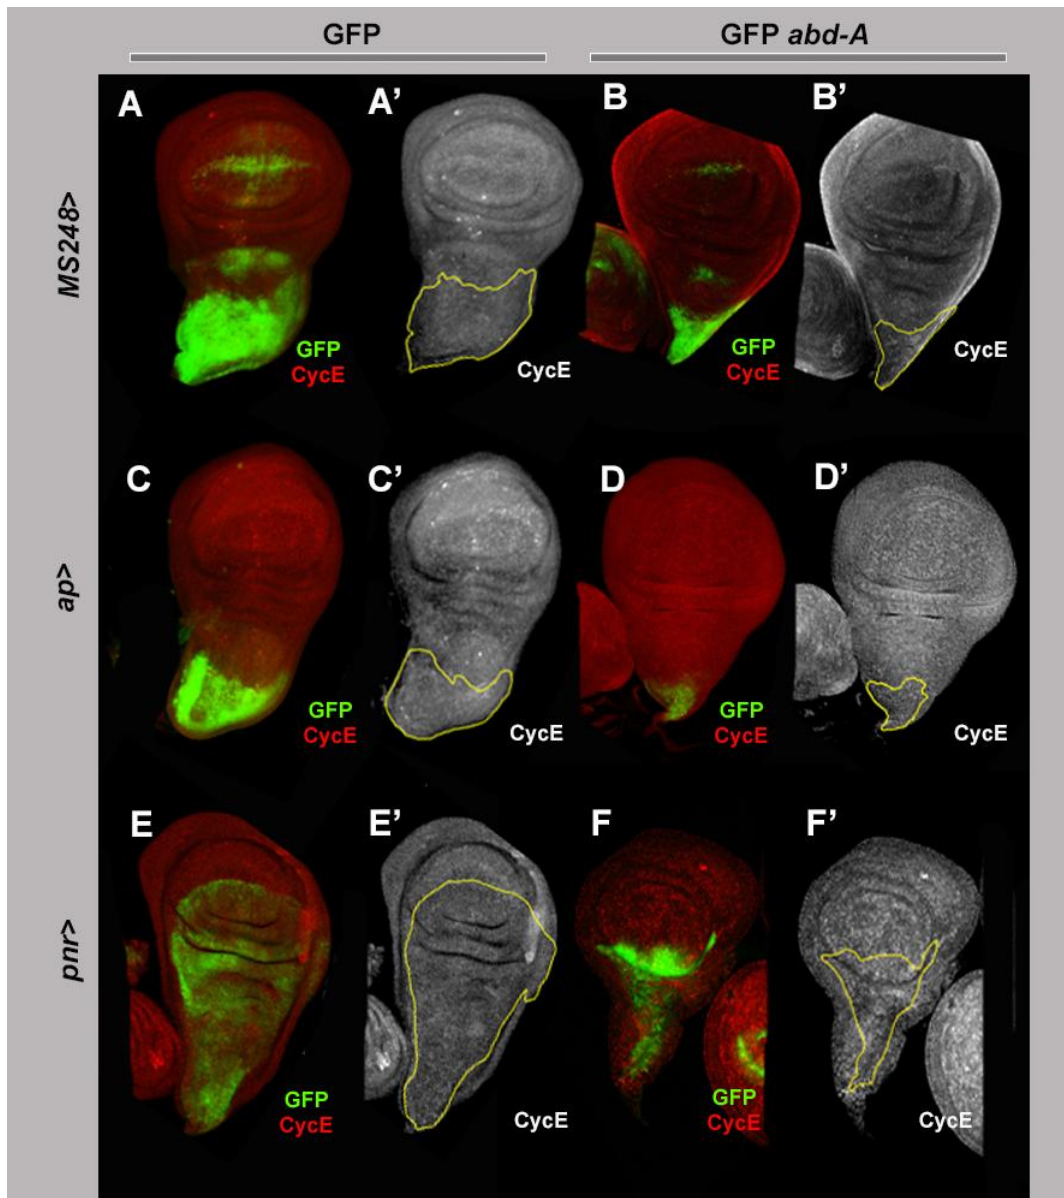 GFP
GFP abd-A
MS248>
A
A'
B
B'
GFP
CycE
CycE
GFP
CycE
CycE
ap>
C
C'
D
D'
GFP
CycE
CycE
GFP
CycE
CycE
pnr>
E
E'
F
F'
GFP
CycE
CycE
GFP
CycE
CycE